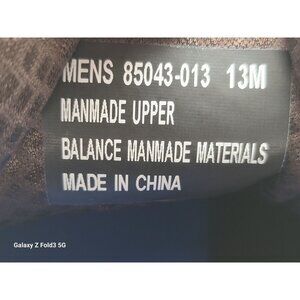 MENS 85043-013 13M
MANMADE UPPER
BALANCE MANMADE MATERIALS
MADE IN CHINA
Galaxy Z Fold3 5G